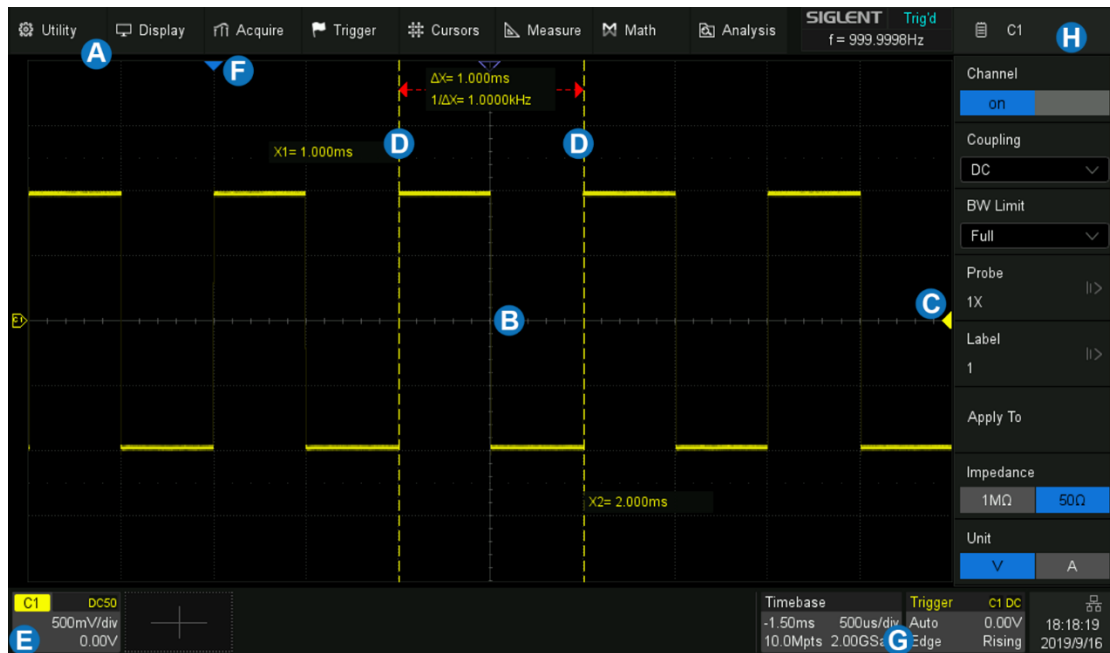 Utility Display Acquire Trigger Cursors Measure Math Analysis
SIGLENT Trig'd
f = 999.9998Hz
C1
A
F
H
ΔX= 1.000ms
1/ΔX= 1.0000kHz
D
D
X1= 1.000ms
C1
B
C
X2= 2.000ms
Channel
on
Coupling
DC
BW Limit
Full
Probe
1X
Label
1
Apply To
Impedance
1MΩ 50Ω
Unit
V A
C1 DC50
500mV/div
0.00V
E
Timebase
-1.50ms 500us/div
10.0Mpts
G
Trigger C1 DC
Auto 0.00V
Edge Rising
18:18:19
2019/9/16